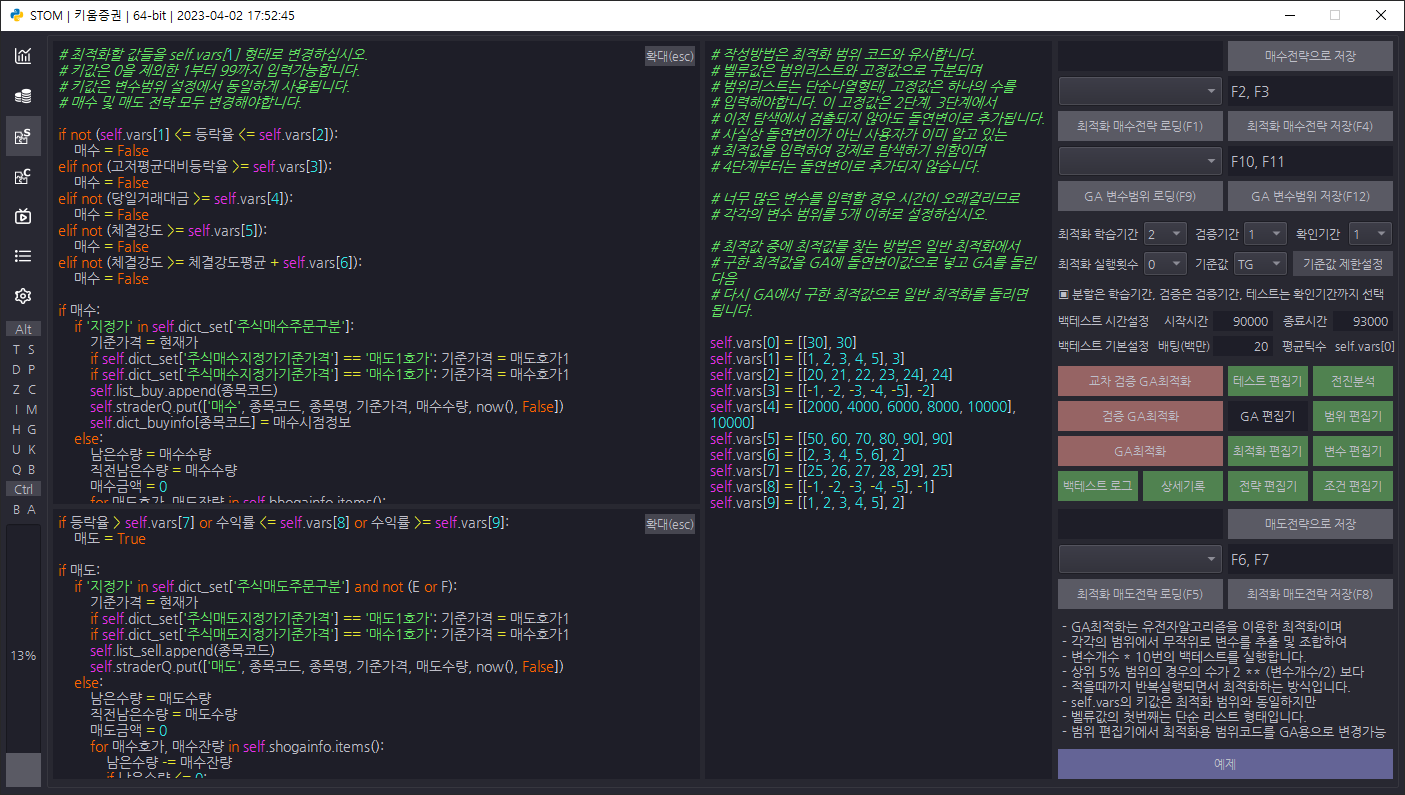 STOM | 키움증권 | 64-bit | 2023-04-02 17:52:45
Alt
T S
D P
Z C
I M
H G
U K
Q B
Ctrl
B A
13%
# 최적화할 값들을 self.vars[1] 형태로 변경하십시오.
# 키값은 0을 제외한 1부터 99까지 입력가능합니다.
# 키값은 변수범위 설정에서 동일하게 사용됩니다.
# 매수 및 매도 전략 모두 변경해야합니다.
확대(esc)
if not (self.vars[1] <= 등락율 <= self.vars[2]):
매수 = False
elif not (고저평균대비등락율 >= self.vars[3]):
매수 = False
elif not (당일거래대금 >= self.vars[4]):
매수 = False
elif not (체결강도 >= self.vars[5]):
매수 = False
elif not (체결강도 >= 체결강도평균 + self.vars[6]):
매수 = False
if 매수:
if '지정가' in self.dict_set['주식매수주문구분']:
기준가격 = 현재가
if self.dict_set['주식매수지정가기준가격'] == '매도1호가': 기준가격 = 매도호가1
if self.dict_set['주식매수지정가기준가격'] == '매수1호가': 기준가격 = 매수호가1
self.list_buy.append(종목코드)
self.straderQ.put(['매수', 종목코드, 종목명, 기준가격, 매수수량, now(), False])
self.dict_buyinfo[종목코드] = 매수시점정보
else:
남은수량 = 매수수량
직전남은수량 = 매수수량
매수금액 = 0
for 매도호가, 매도잔량 in self.bhogainfo.items():
if 등락율 > self.vars[7] or 수익률 <= self.vars[8] or 수익률 >= self.vars[9]:
매도 = True
확대(esc)
if 매도:
if '지정가' in self.dict_set['주식매도주문구분'] and not (E or F):
기준가격 = 현재가
if self.dict_set['주식매도지정가기준가격'] == '매도1호가': 기준가격 = 매도호가1
if self.dict_set['주식매도지정가기준가격'] == '매수1호가': 기준가격 = 매수호가1
self.list_sell.append(종목코드)
self.straderQ.put(['매도', 종목코드, 종목명, 기준가격, 매도수량, now(), False])
else:
남은수량 = 매도수량
직전남은수량 = 매도수량
매도금액 = 0
for 매수호가, 매수잔량 in self.shogainfo.items():
남은수량 -= 매수잔량
if 남은수량 <= 0:
# 작성방법은 최적화 범위 코드와 유사합니다.
# 벨류값은 범위리스트와 고정값으로 구분되며
# 범위리스트는 단순나열형태, 고정값은 하나의 수를
# 입력해야합니다. 이 고정값은 2단계, 3단계에서
# 이전 탐색에서 검출되지 않아도 돌연변이로 추가됩니다.
# 사실상 돌연변이가 아닌 사용자가 이미 알고 있는
# 최적값을 입력하여 강제로 탐색하기 위함이며
# 4단계부터는 돌연변이로 추가되지 않습니다.
# 너무 많은 변수를 입력할 경우 시간이 오래걸리므로
# 각각의 변수 범위를 5개 이하로 설정하십시오.
# 최적값 중에 최적값를 찾는 방법은 일반 최적화에서
# 구한 최적값을 GA에 돌연변이값으로 넣고 GA를 돌린
다음
# 다시 GA에서 구한 최적값으로 일반 최적화를 돌리면
됩니다.
self.vars[0] = [[30], 30]
self.vars[1] = [[1, 2, 3, 4, 5], 3]
self.vars[2] = [[20, 21, 22, 23, 24], 24]
self.vars[3] = [[-1, -2, -3, -4, -5], -2]
self.vars[4] = [[2000, 4000, 6000, 8000, 10000],
10000]
self.vars[5] = [[50, 60, 70, 80, 90], 90]
self.vars[6] = [[2, 3, 4, 5, 6], 2]
self.vars[7] = [[25, 26, 27, 28, 29], 25]
self.vars[8] = [[-1, -2, -3, -4, -5], -1]
self.vars[9] = [[1, 2, 3, 4, 5], 2]
매수전략으로 저장
F2, F3
최적화 매수전략 로딩(F1) 최적화 매수전략 저장(F4)
F10, F11
GA 변수범위 로딩(F9) GA 변수범위 저장(F12)
최적화 학습기간 2 검증기간 1 확인기간 1
최적화 실행횟수 0 기준값 TG 기준값 제한설정
▣ 분할은 학습기간, 검증은 검증기간, 테스트는 확인기간까지 선택
백테스트 시간설정 시작시간 90000 종료시간 93000
백테스트 기본설정 배팅(백만) 20 평균틱수 self.vars[0]
교차 검증 GA최적화 테스트 편집기 전진분석
검증 GA최적화 GA 편집기 범위 편집기
GA최적화 최적화 편집기 변수 편집기
백테스트 로그 상세기록 전략 편집기 조건 편집기
매도전략으로 저장
F6, F7
최적화 매도전략 로딩(F5) 최적화 매도전략 저장(F8)
- GA최적화는 유전자알고리즘을 이용한 최적화이며
- 각각의 범위에서 무작위로 변수를 추출 및 조합하여
- 변수개수 * 10번의 백테스트를 실행합니다.
- 상위 5% 범위의 경우의 수가 2 ** (변수개수/2) 보다
- 적을때까지 반복실행되면서 최적화하는 방식입니다.
- self.vars의 키값은 최적화 범위와 동일하지만
- 벨류값의 첫번째는 단순 리스트 형태입니다.
- 범위 편집기에서 최적화용 범위코드를 GA용으로 변경가능
예제